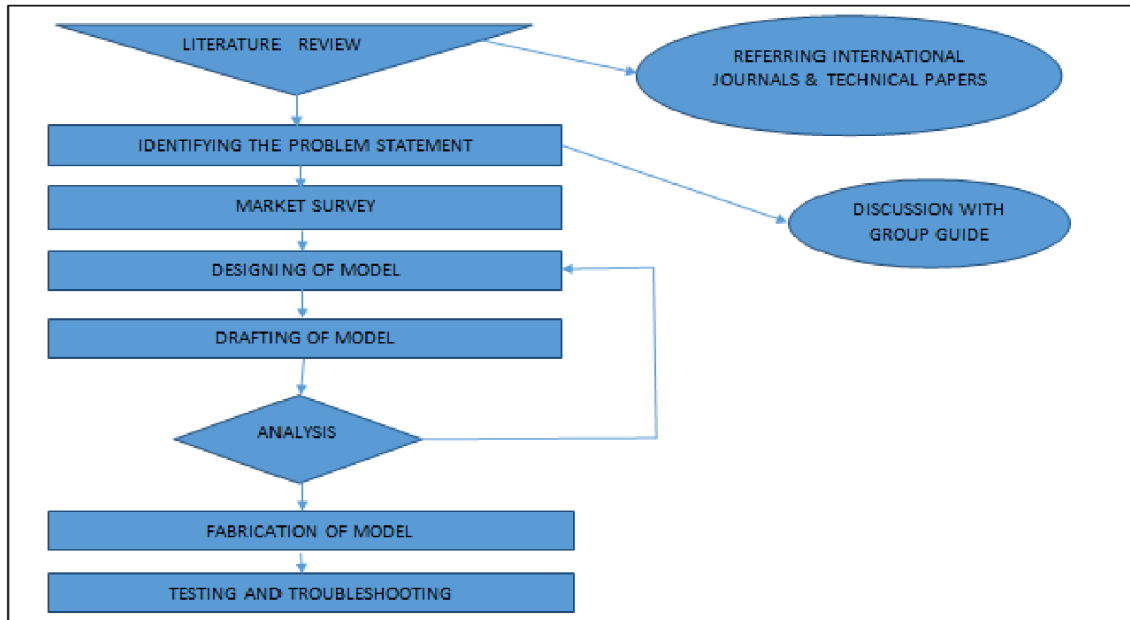 LITERATURE REVIEW
REFERRING INTERNATIONAL
JOURNALS & TECHNICAL PAPERS
IDENTIFYING THE PROBLEM STATEMENT
MARKET SURVEY
DISCUSSION WITH
GROUP GUIDE
DESIGNING OF MODEL
DRAFTING OF MODEL
ANALYSIS
FABRICATION OF MODEL
TESTING AND TROUBLESHOOTING